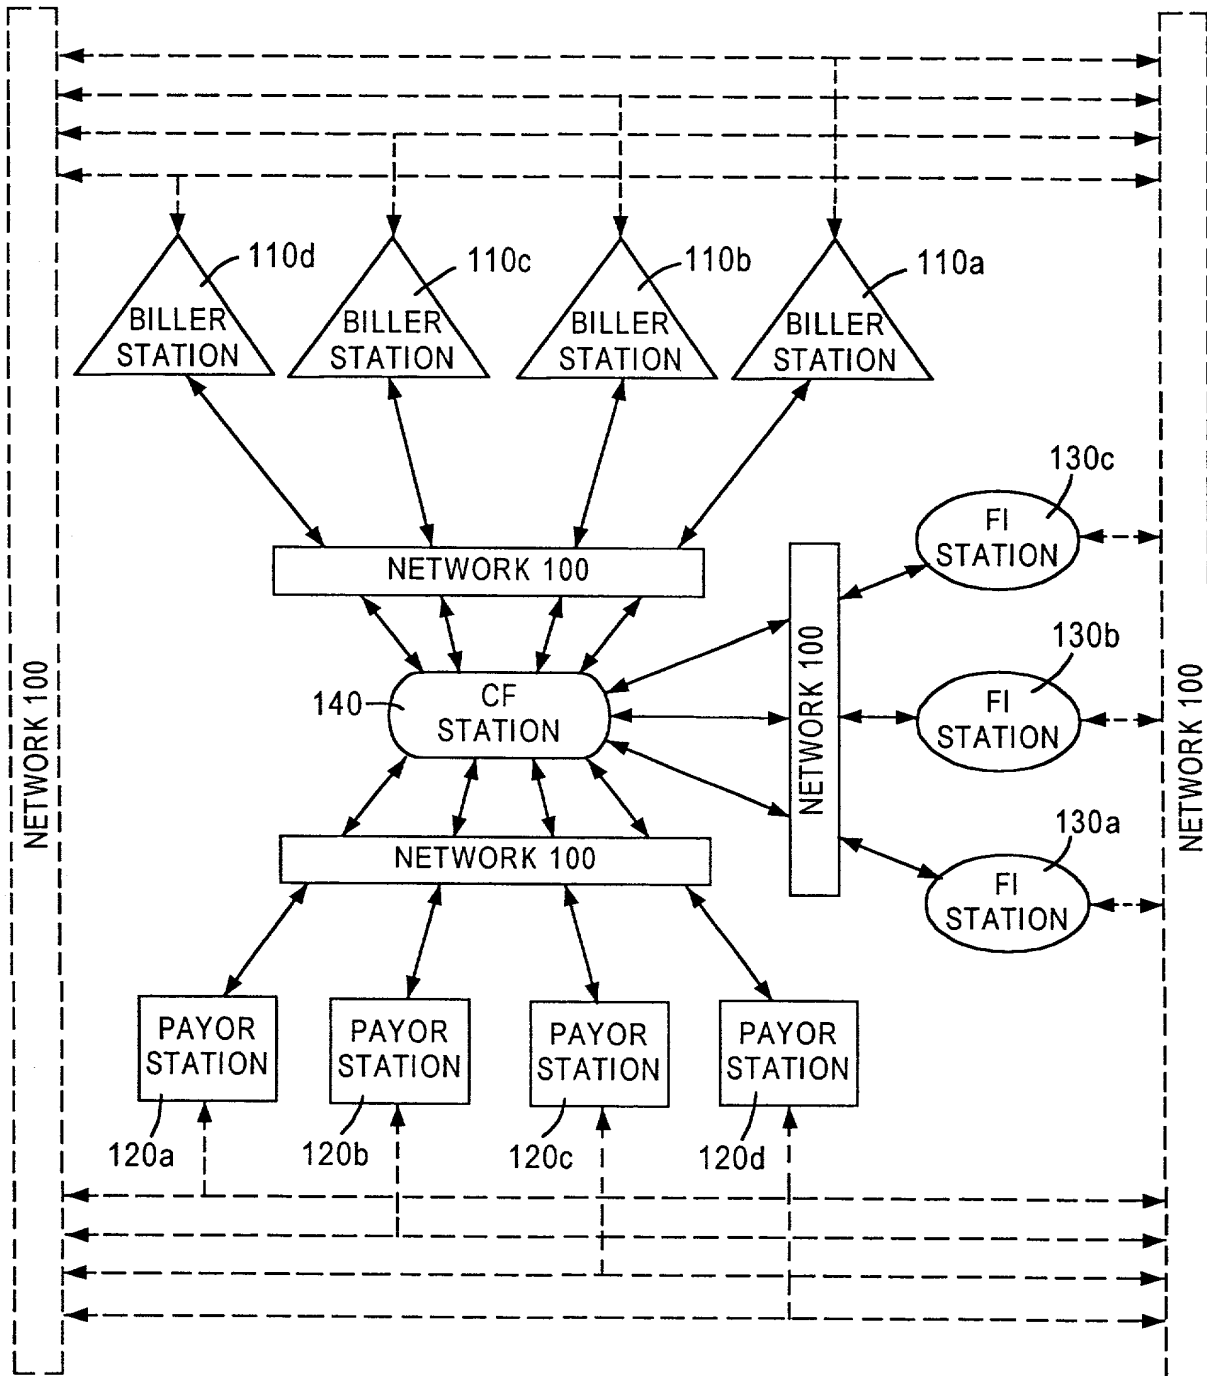 110d
110c
110b
110a
BILLER
STATION
BILLER
STATION
BILLER
STATION
BILLER
STATION
130c
FI
STATION
NETWORK 100
130b
FI
STATION
NETWORK 100
140
CF
STATION
NETWORK 100
NETWORK 100
NETWORK 100
130a
FI
STATION
PAYOR
STATION
PAYOR
STATION
PAYOR
STATION
PAYOR
STATION
120a
120b
120c
120d